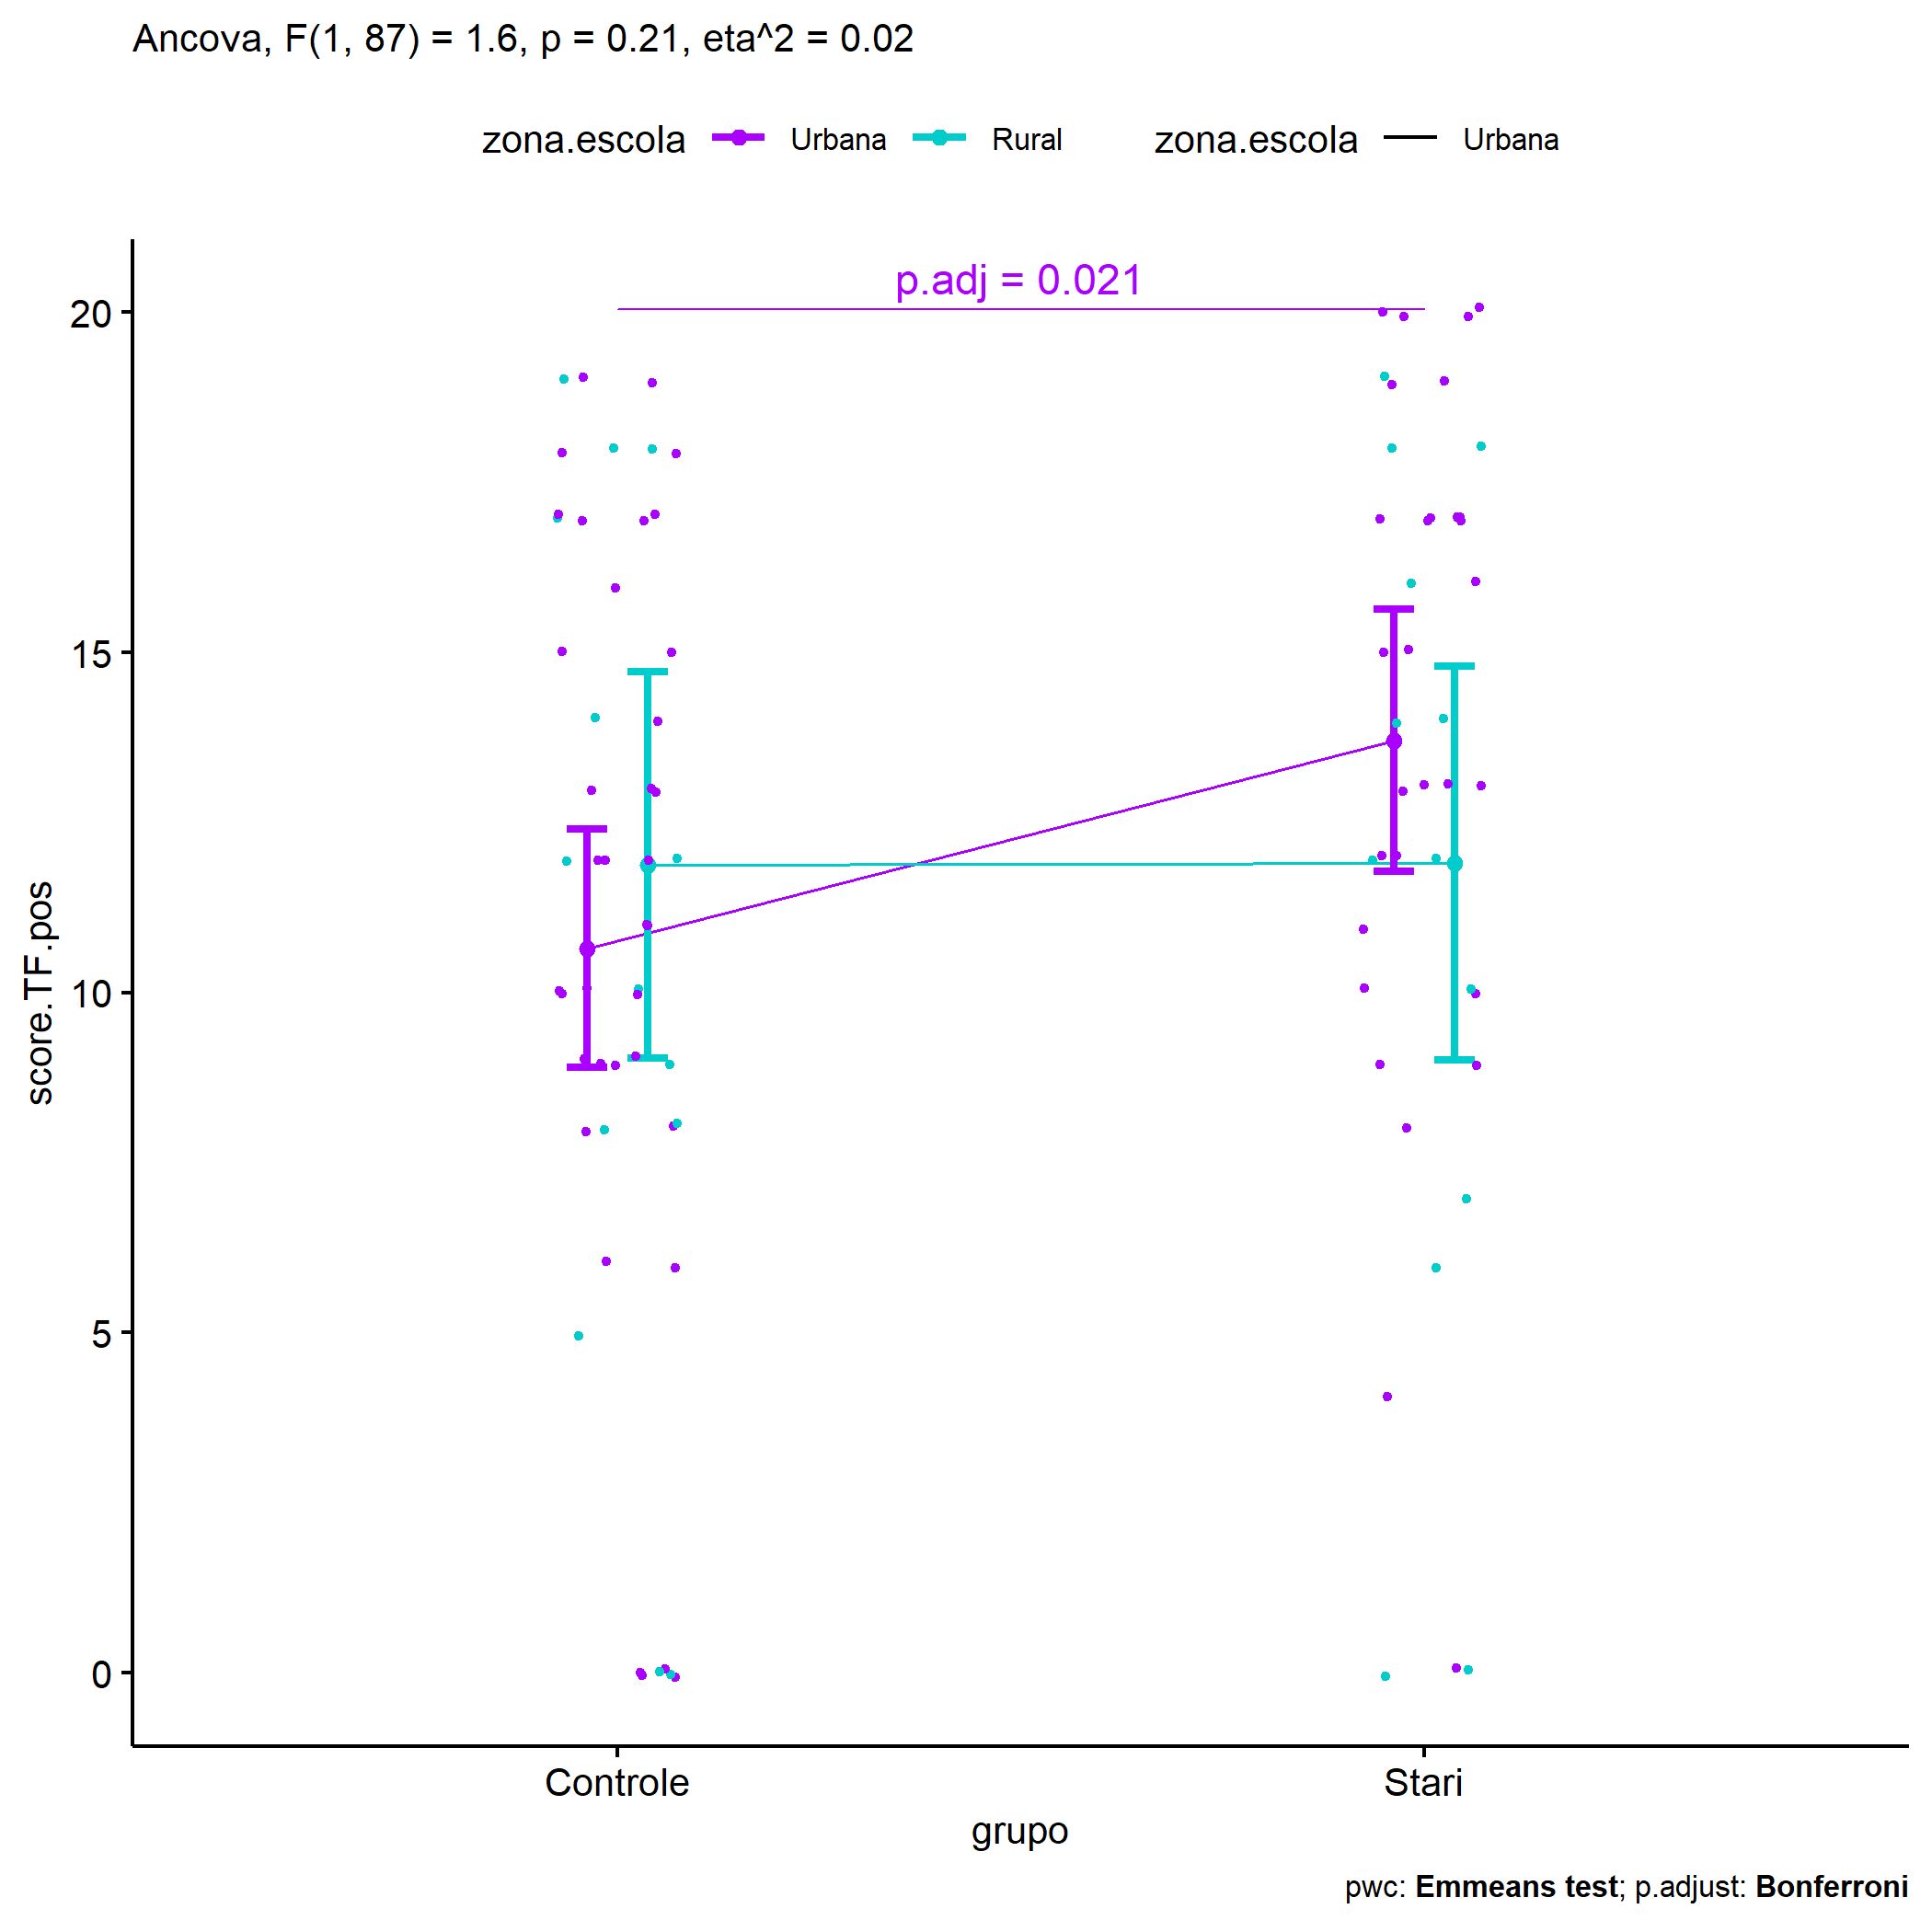 Ancova, F(1, 87) = 1.6, p = 0.21, eta^2 = 0.02
zona.escola Urbana Rural zona.escola Urbana
p.adj = 0.021
20
15
10
5
0
score.TF.pos
Controle Stari
grupo
pwc: Emmeans test; p.adjust: Bonferroni